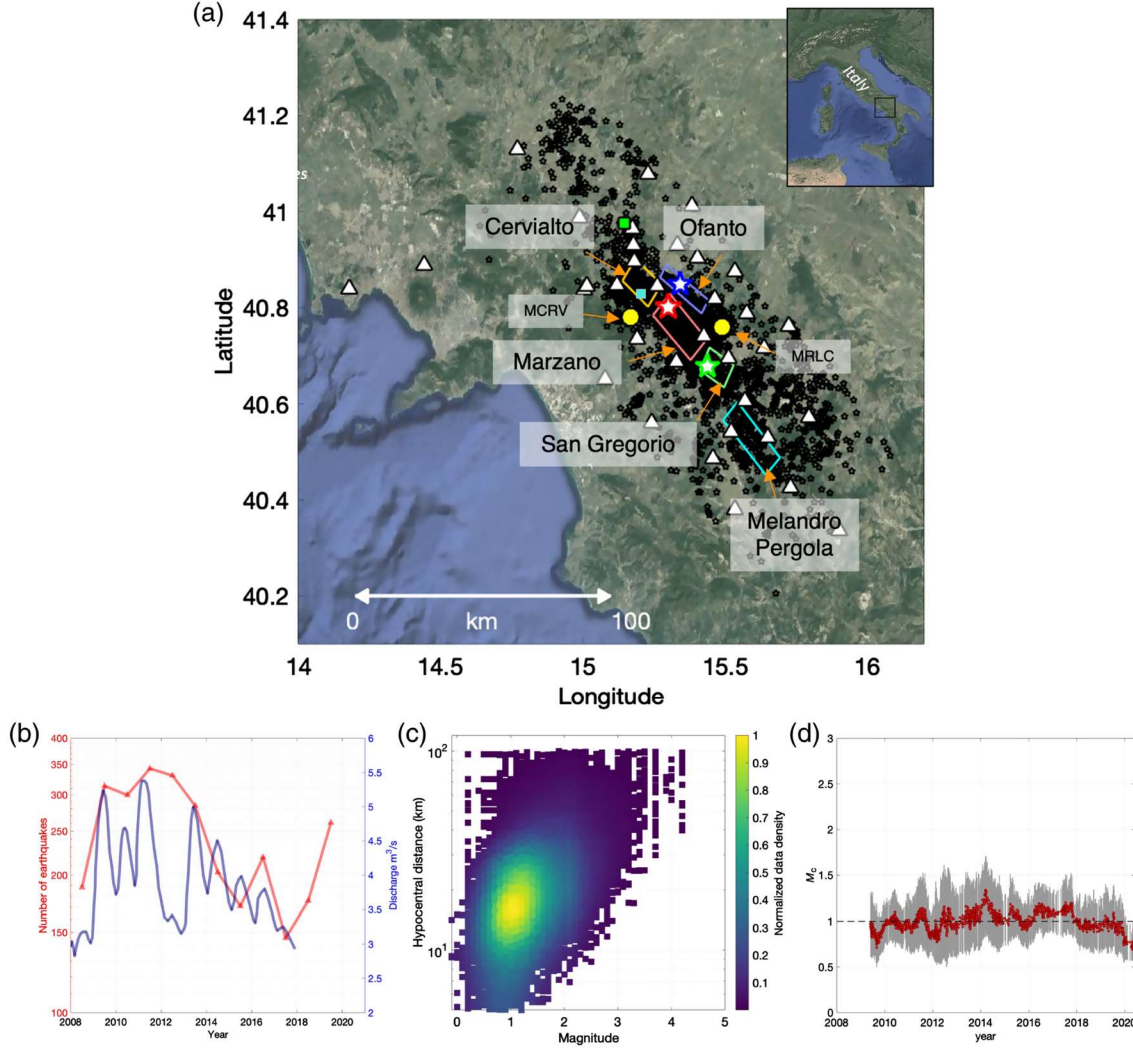 (a)
41.4
41.2
41
40.8
40.6
40.4
40.2
Latitude
Italy
es
Cervialto
Ofanto
MCRV
MRLC
Marzano
San Gregorio
Melandro
Pergola
0 km 100
14 14.5 15 15.5 16
Longitude
(b)
400
350
300
250
200
150
100
Number of earthquakes
6
5.5
5
4.5
4
3.5
3
2.5
2
Discharge m³/s
2008 2010 2012 2014 2016 2018 2020
Year
(c)
10²
10¹
Hypocentral distance (km)
0 1 2 3 4 5
Magnitude
1
0.9
0.8
0.7
0.6
0.5
0.4
0.3
0.2
0.1
Normalized data density
(d)
3
2.5
2
1.5
1
0.5
0
Mc
2008 2010 2012 2014 2016 2018 2020
year